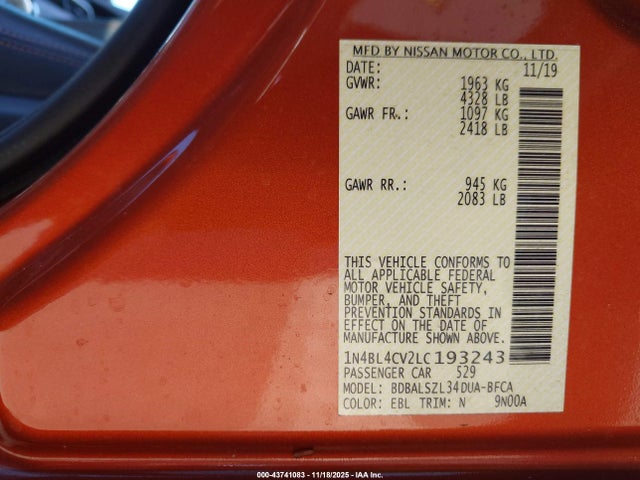 MFD BY NISSAN MOTOR CO., LTD.
DATE: 11/19
GVWR: 1963 KG
4328 LB
GAWR FR.: 1097 KG
2418 LB
GAWR RR.: 945 KG
2083 LB
THIS VEHICLE CONFORMS TO
ALL APPLICABLE FEDERAL
MOTOR VEHICLE SAFETY,
BUMPER, AND THEFT
PREVENTION STANDARDS IN
EFFECT ON THE DATE OF
MANUFACTURE SHOWN ABOVE.
1N4BL4CV2LC193243
PASSENGER CAR 529
MODEL: BDBALSZL34DUA-BFCA
COLOR: EBL TRIM: N 9N00A
000-43741083 - 11/18/2025 - IAA Inc.